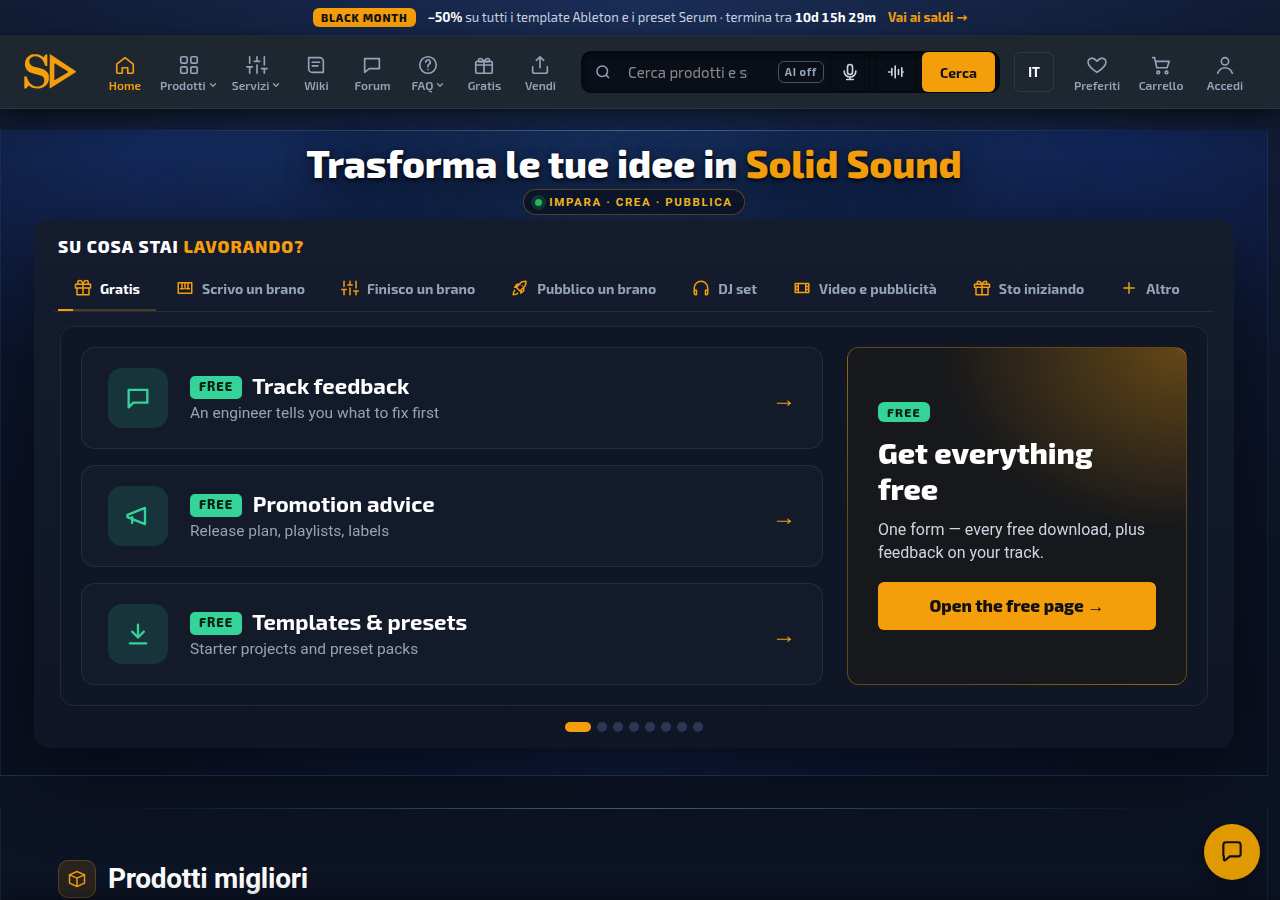 BLACK MONTH −50% su tutti i template Ableton e i preset Serum · termina tra 10d 15h 29m Vai ai saldi →
Home
Prodotti
Servizi
Wiki
Forum
FAQ
Gratis
Vendi
Cerca prodotti e s
AI off
Cerca
IT
Preferiti
Carrello
Accedi
Trasforma le tue idee in Solid Sound
IMPARA · CREA · PUBBLICA
SU COSA STAI LAVORANDO?
Gratis
Scrivo un brano
Finisco un brano
Pubblico un brano
DJ set
Video e pubblicità
Sto iniziando
Altro
FREE Track feedback
An engineer tells you what to fix first
→
FREE Promotion advice
Release plan, playlists, labels
→
FREE Templates & presets
Starter projects and preset packs
→
FREE
Get everything
free
One form — every free download, plus
feedback on your track.
Open the free page →
Prodotti migliori